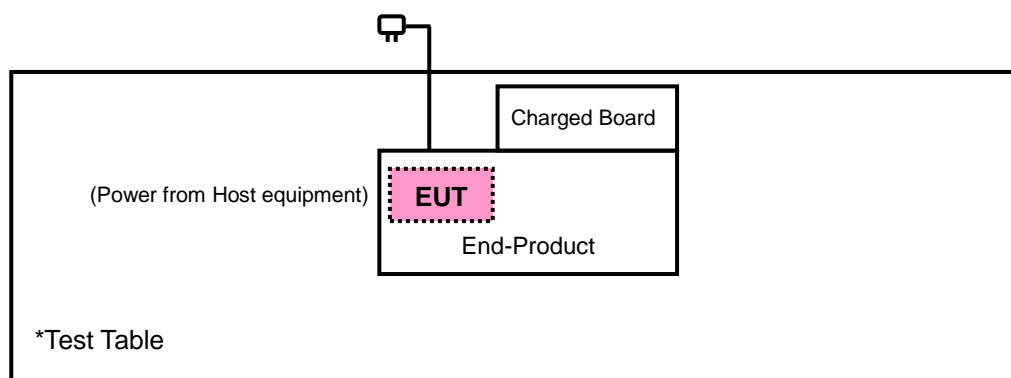 Charged Board
(Power from Host equipment)
EUT
End-Product
*Test Table